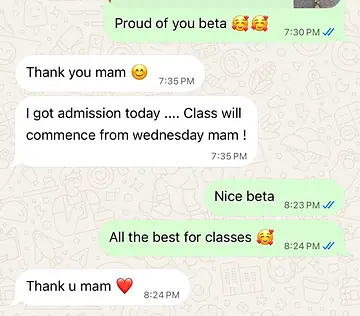 Proud of you beta 🥰🥰
7:30 PM
Thank you mam 😊
7:35 PM
I got admission today .... Class will
commence from wednesday mam !
7:35 PM
Nice beta
8:23 PM
All the best for classes 🥰
8:24 PM
Thank u mam ❤️
8:24 PM